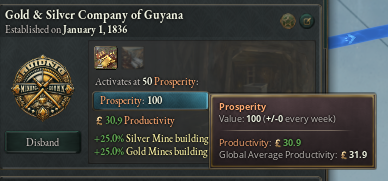 Gold & Silver Company of Guyana
Established on January 1, 1836
Activates at 50 Prosperity:
Prosperity: 100
£ 30.9 Productivity
+25.0% Silver Mine building
+25.0% Gold Mines building
Disband
Prosperity
Value: 100 (+/-0 every week)
Productivity: £ 30.9
Global Average Productivity: £ 31.9